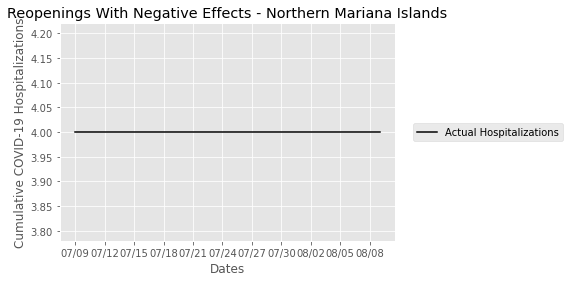 Reopenings With Negative Effects - Northern Mariana Islands
Cumulative COVID-19 Hospitalizations
4.20
4.15
4.10
4.05
4.00
3.95
3.90
3.85
3.80
07/09 07/12 07/15 07/18 07/21 07/24 07/27 07/30 08/02 08/05 08/08
Dates
Actual Hospitalizations